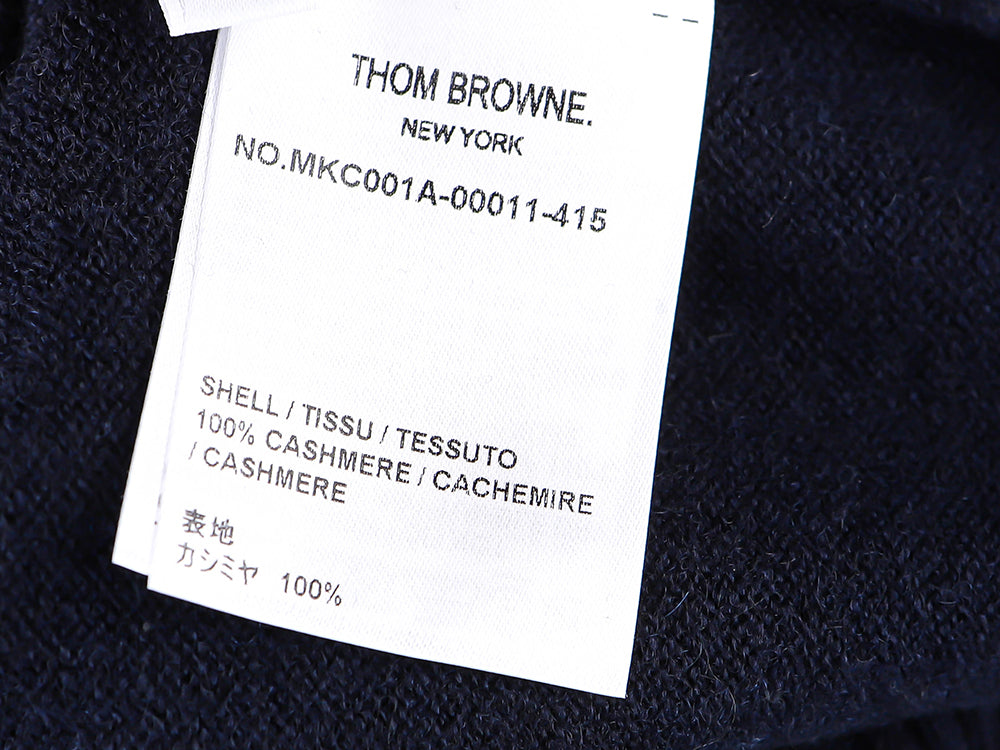 THOM BROWNE.
NEW YORK
NO.MKC001A-00011-415
SHELL / TISSU / TESSUTO
100% CASHMERE / CACHEMIRE
/ CASHMERE
表地
カシミヤ 100%